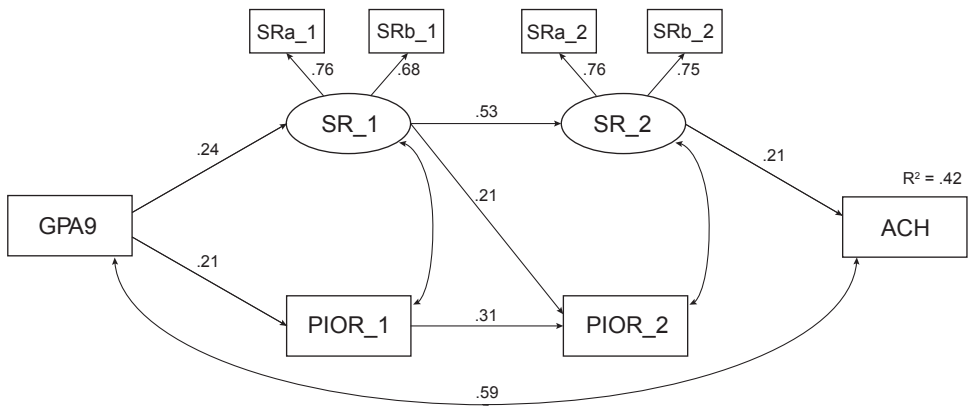 SRa_1
SRb_1
SRa_2
SRb_2
.76
.68
.76
.75
SR_1
.53
SR_2
.24
.21
.21
R² = .42
GPA9
ACH
.21
PIOR_1
.31
PIOR_2
.59